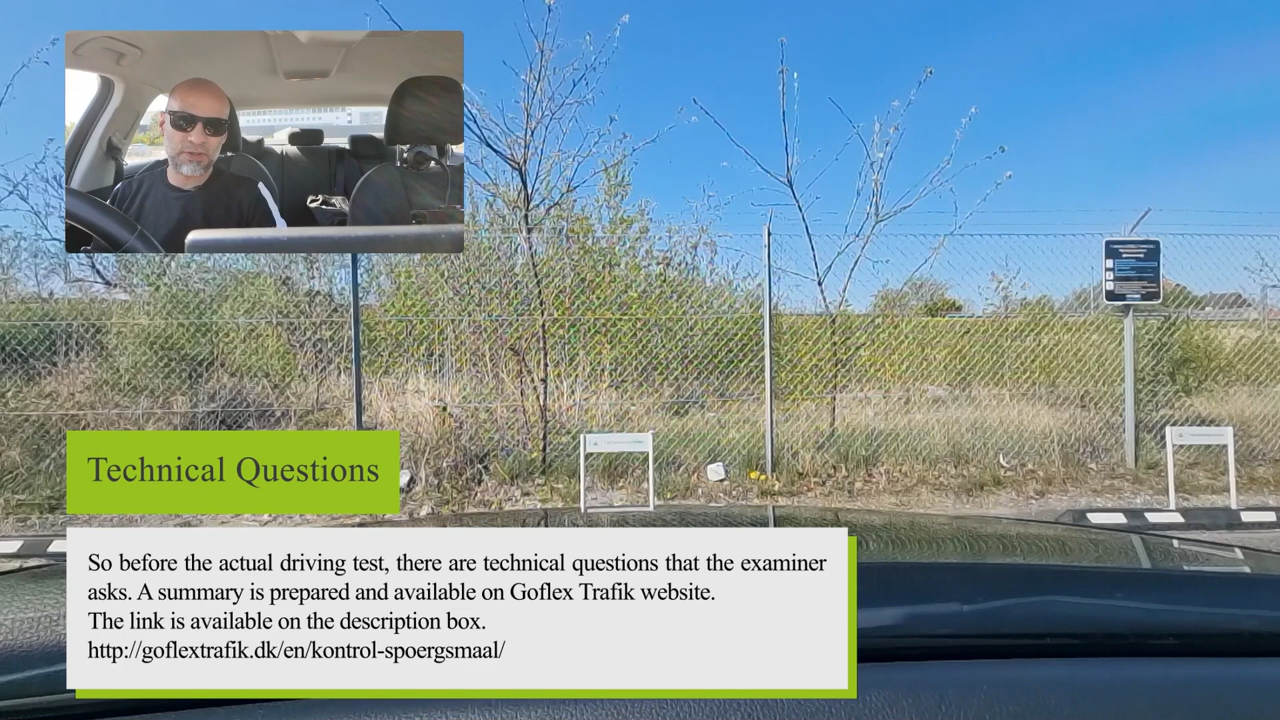 Technical Questions
So before the actual driving test, there are technical questions that the examiner
asks. A summary is prepared and available on Goflex Trafik website.
The link is available on the description box.
http://goflextrafik.dk/en/kontrol-spoergsmaal/